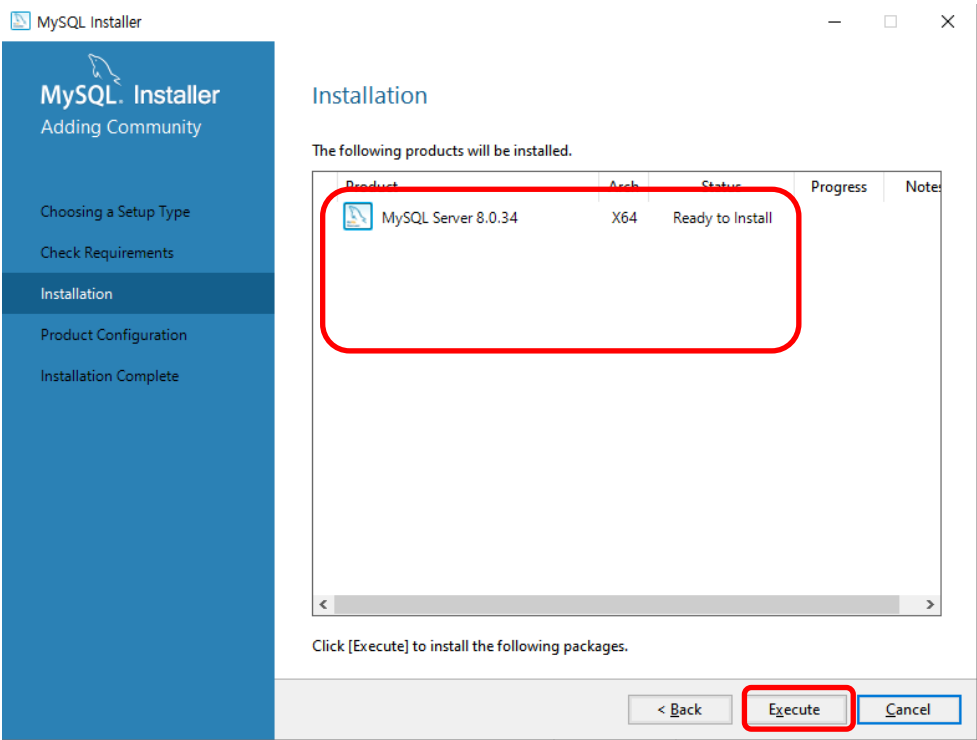 MySQL Installer
MySQL. Installer
Adding Community
Choosing a Setup Type
Check Requirements
Installation
Product Configuration
Installation Complete
Installation
The following products will be installed.
Product Arch Status Progress Notes
MySQL Server 8.0.34 X64 Ready to Install
Click [Execute] to install the following packages.
< Back Execute Cancel